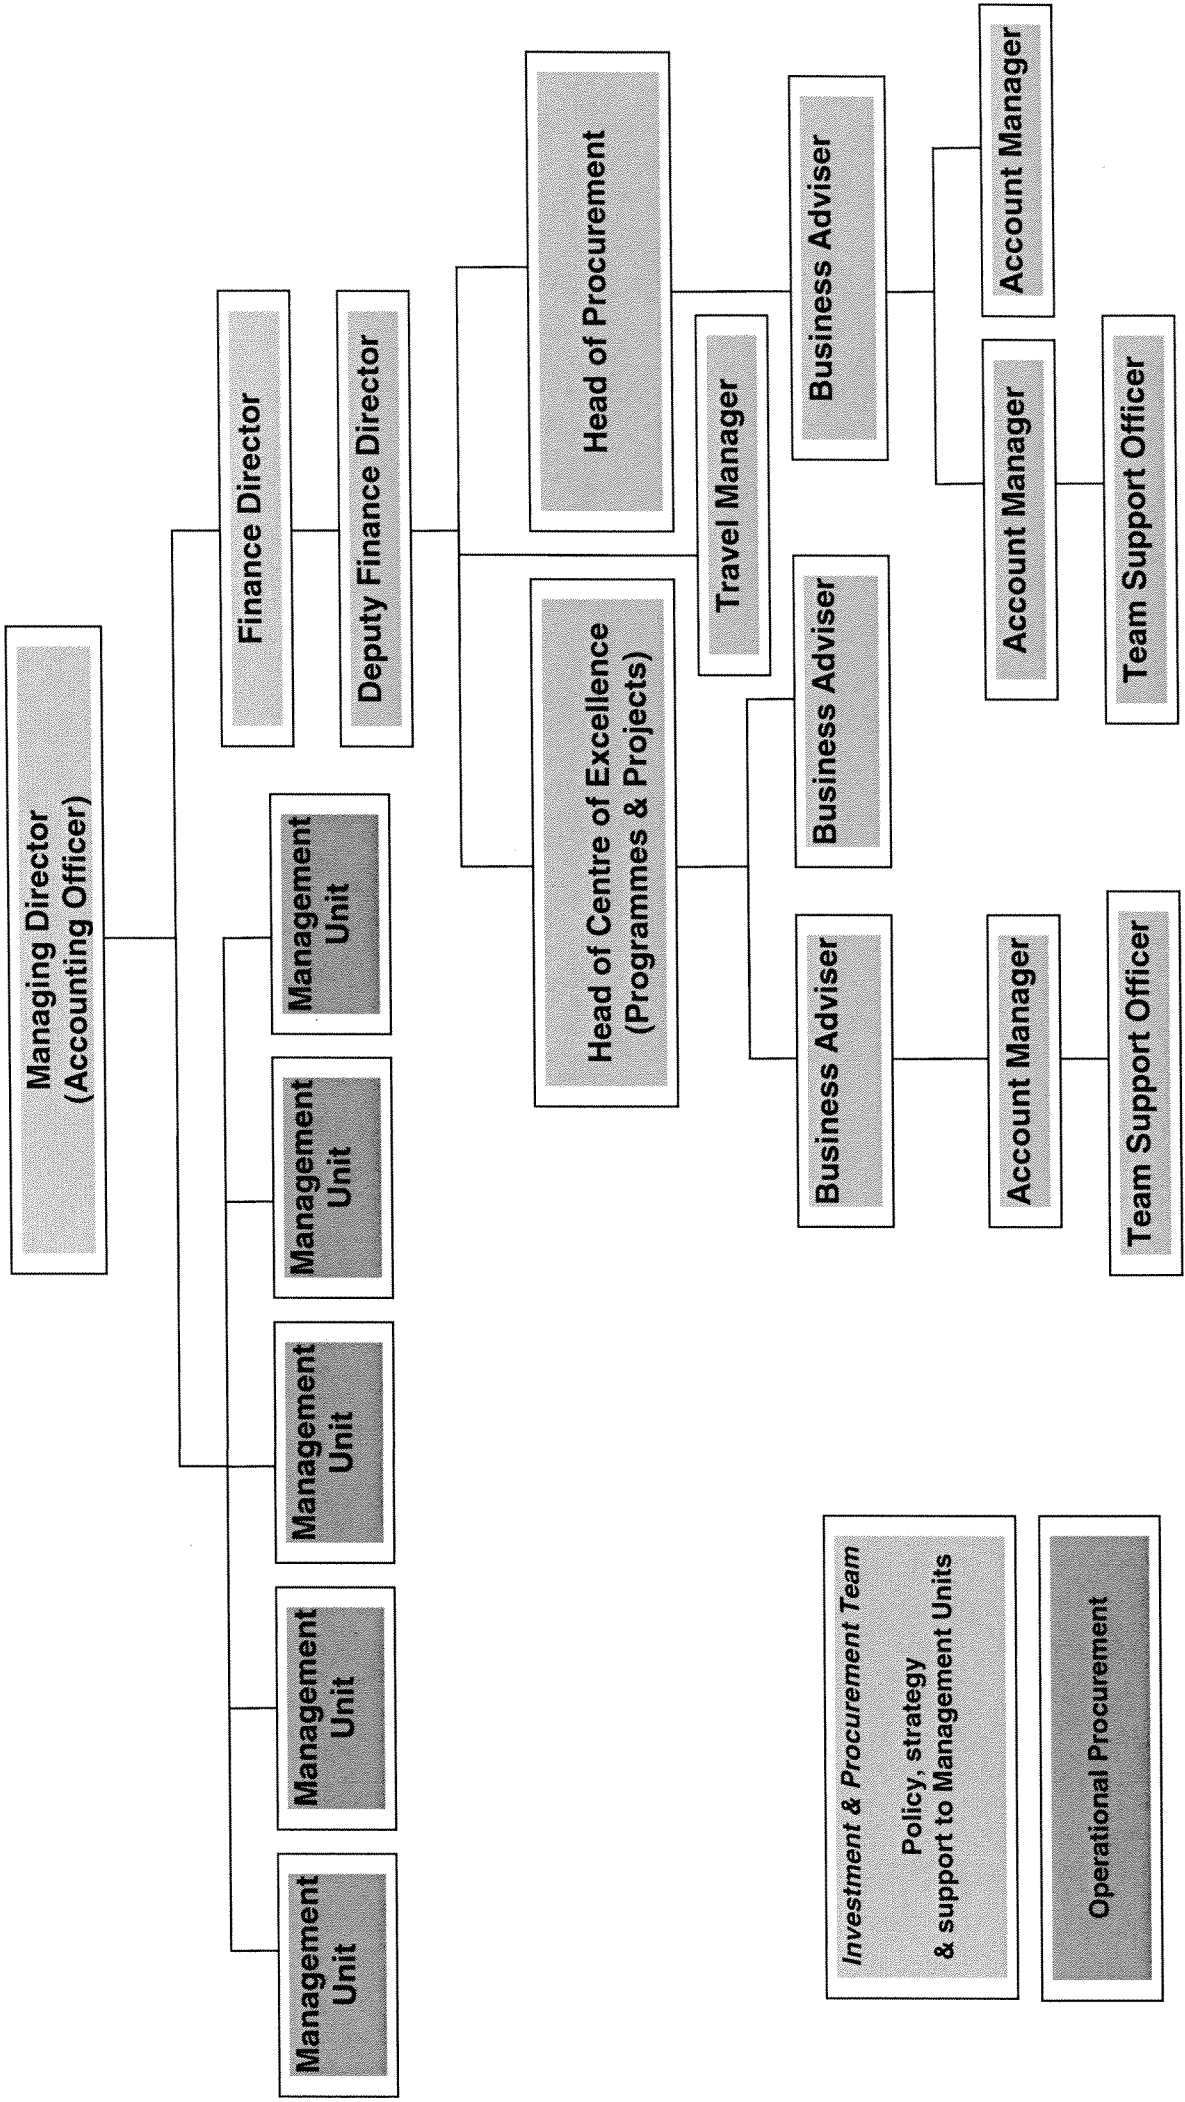 Managing Director
(Accounting Officer)
Finance Director
Deputy Finance Director
Management
Unit
Management
Unit
Management
Unit
Management
Unit
Management
Unit
Head of Centre of Excellence
(Programmes & Projects)
Head of Procurement
Travel Manager
Business Adviser
Business Adviser
Business Adviser
Account Manager
Account Manager
Account Manager
Team Support Officer
Team Support Officer
Investment & Procurement Team
Policy, strategy
& support to Management Units
Operational Procurement